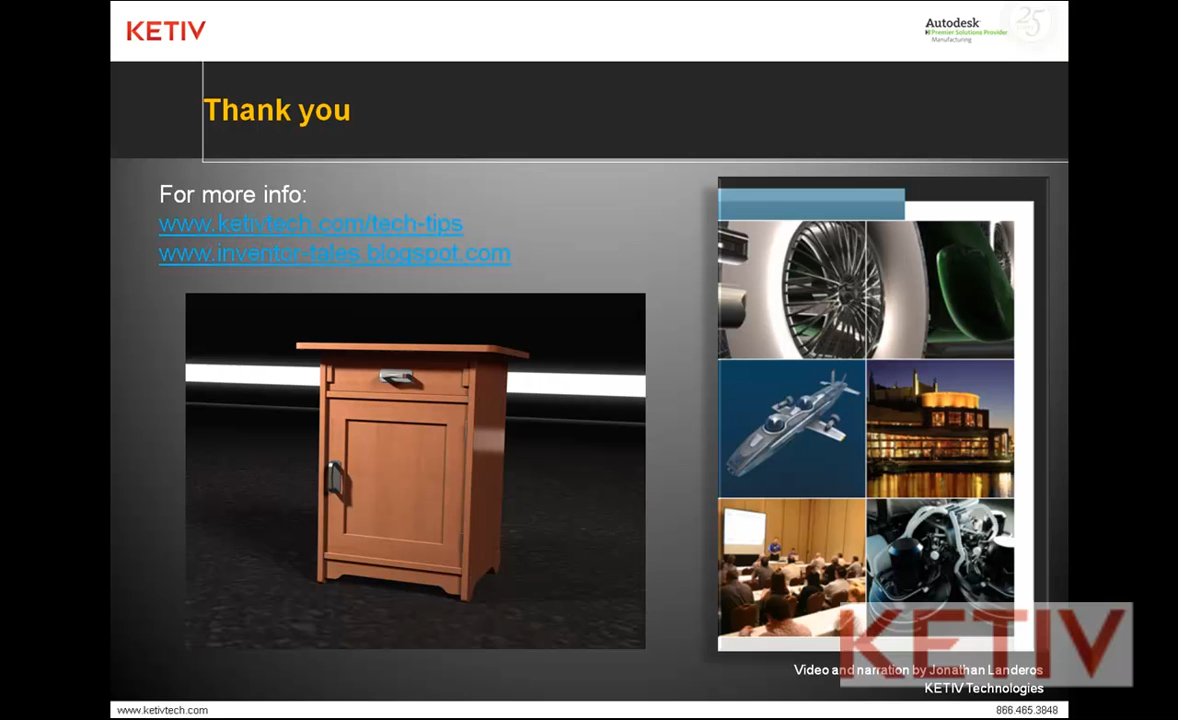 KETIV
Autodesk
Premier Solutions Provider
Manufacturing
25
Thank you
For more info:
www.ketivtech.com/tech-tips
www.inventor-tales.blogspot.com
KETIV
Video and narration by Jonathan Landeros
KETIV Technologies
www.ketivtech.com
866.465.3848